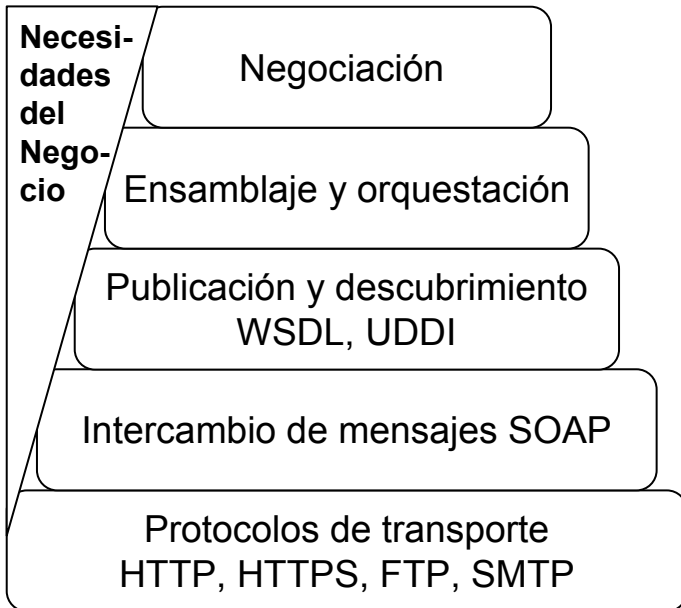 Necesi-
dades
del
Nego-
cio
Negociación
Ensamblaje y orquestación
Publicación y descubrimiento
WSDL, UDDI
Intercambio de mensajes SOAP
Protocolos de transporte
HTTP, HTTPS, FTP, SMTP